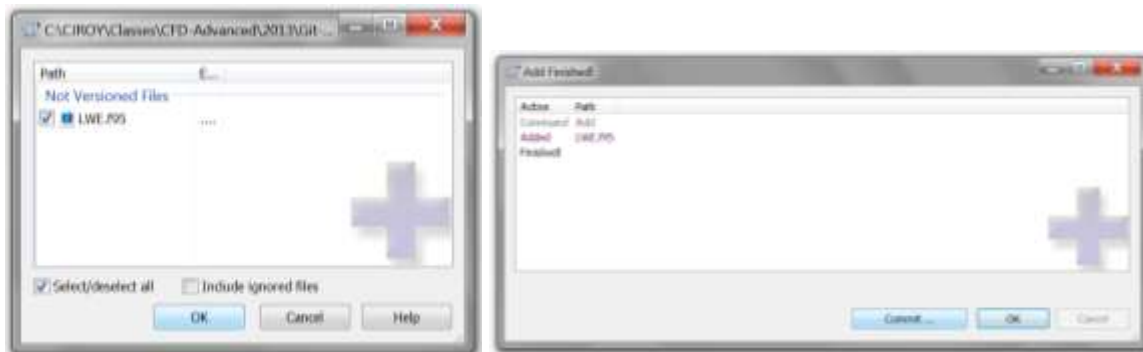 C:\CJROY\Classes\CFD-Advanced\2013\Git ...
Path E...
Not Versioned Files
LWE.f95 ....
Select/deselect all Include ignored files
OK Cancel Help
Add Finished!
Action Path
Command Add
Added LWE.f95
Finished!
Commit ... OK Cancel